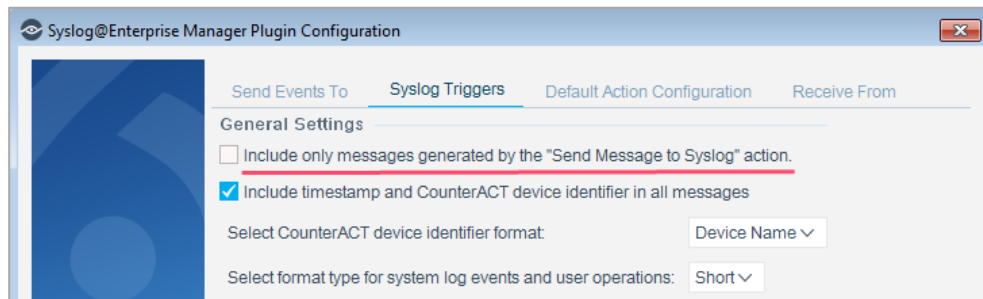 Syslog@Enterprise Manager Plugin Configuration
Send Events To Syslog Triggers Default Action Configuration Receive From
General Settings
Include only messages generated by the "Send Message to Syslog" action.
Include timestamp and CounterACT device identifier in all messages
Select CounterACT device identifier format: Device Name
Select format type for system log events and user operations: Short